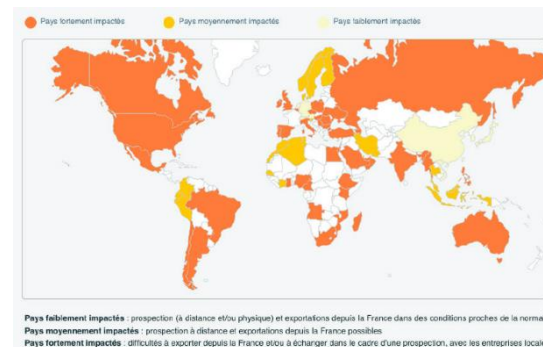 Pays fortement impactés
Pays moyennement impactés
Pays faiblement impactés
Pays faiblement impactés : prospection (à distance et/ou physique) et exportations depuis la France dans des conditions proches de la norma
Pays moyennement impactés : prospection à distance et exportations depuis la France possibles
Pays fortement impactés : difficultés à exporter depuis la France et/ou à échanger dans le cadre d'une prospection, avec les entreprises locale